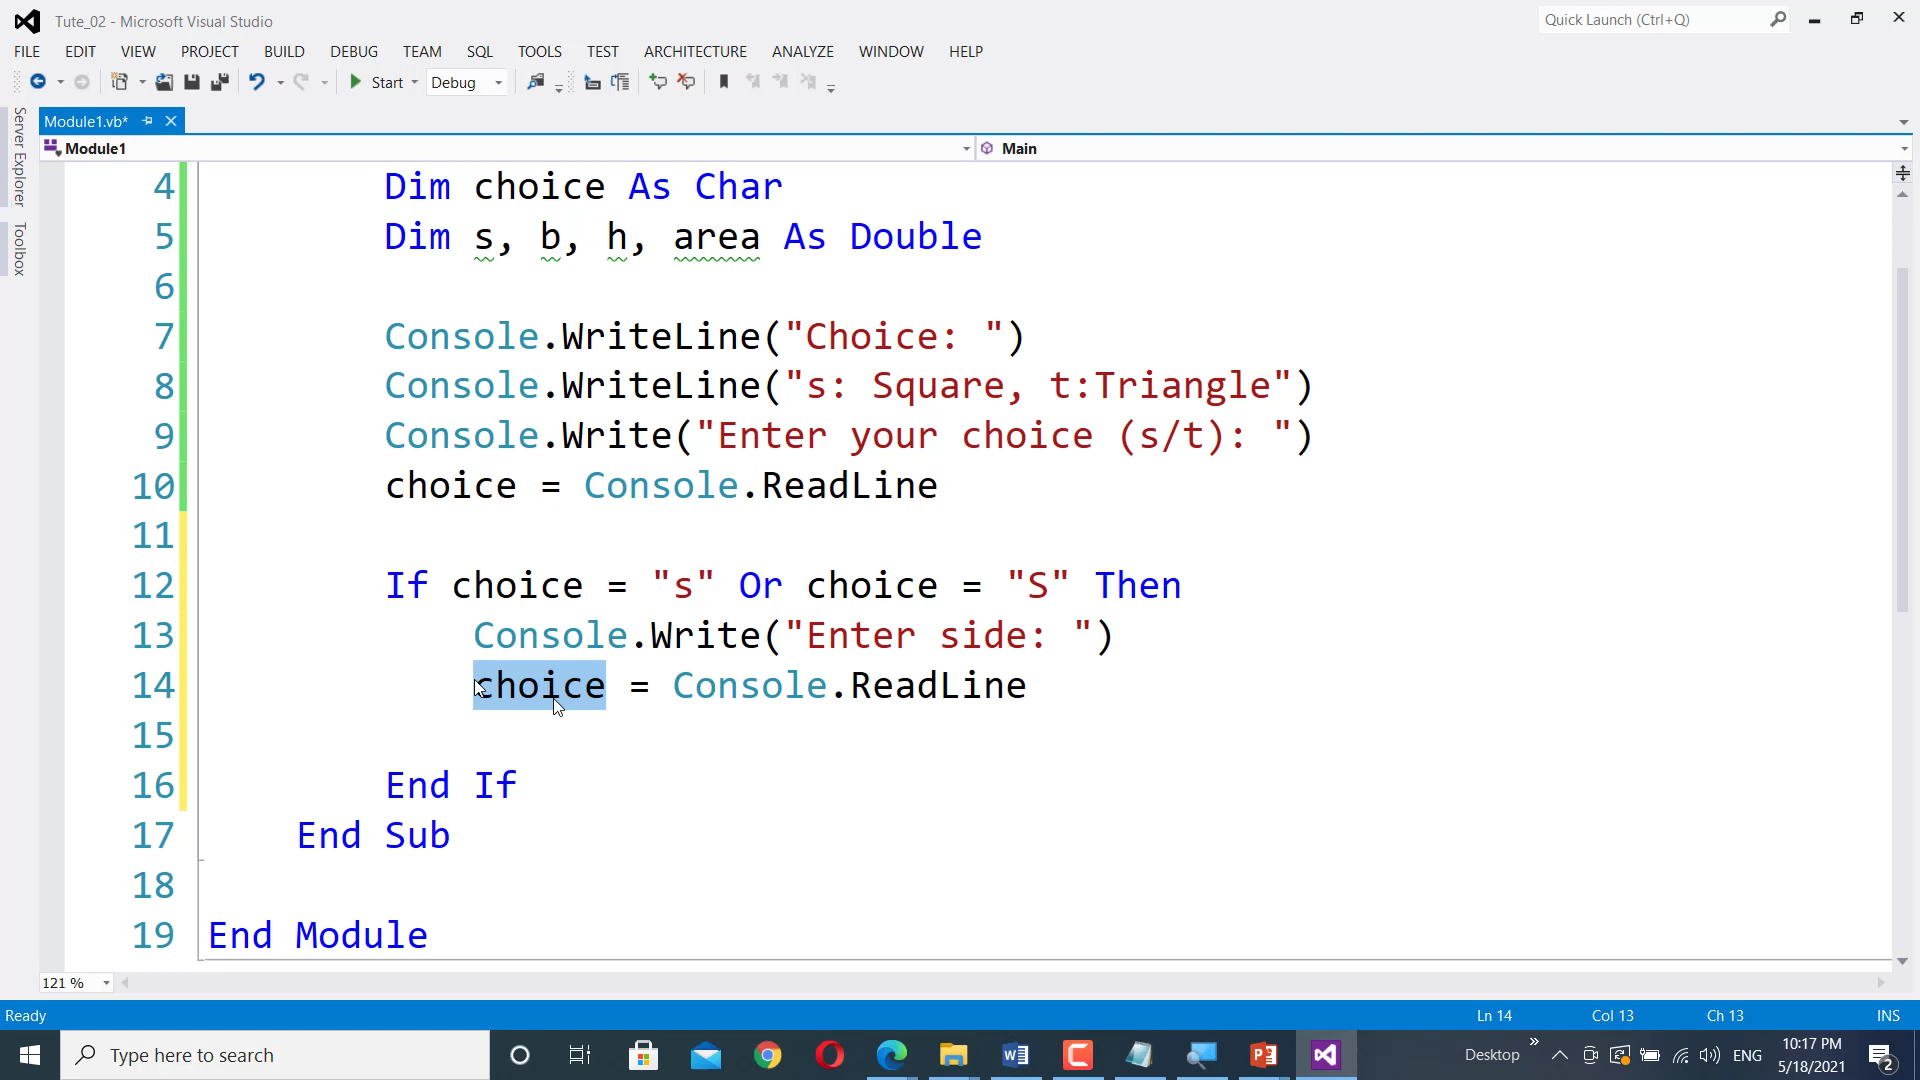 Tute_02 - Microsoft Visual Studio
Quick Launch (Ctrl+Q)
FILE EDIT VIEW PROJECT BUILD DEBUG TEAM SQL TOOLS TEST ARCHITECTURE ANALYZE WINDOW HELP
Start Debug
Server Explorer
Toolbox
Module1.vb*
Module1 Main
4 Dim choice As Char
5 Dim s, b, h, area As Double
6
7 Console.WriteLine("Choice: ")
8 Console.WriteLine("s: Square, t:Triangle")
9 Console.Write("Enter your choice (s/t): ")
10 choice = Console.ReadLine
11
12 If choice = "s" Or choice = "S" Then
13 Console.Write("Enter side: ")
14 choice = Console.ReadLine
15
16 End If
17 End Sub
18
19 End Module
121 %
Ready Ln 14 Col 13 Ch 13 INS
Type here to search
Desktop
ENG
10:17 PM
5/18/2021
2